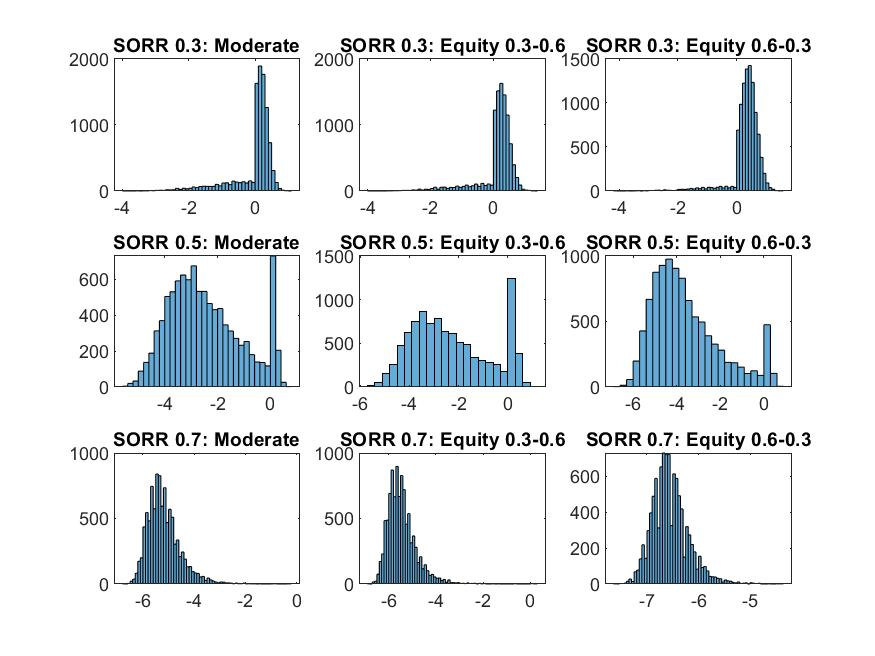 SORR 0.3: Moderate SORR 0.3: Equity 0.3-0.6 SORR 0.3: Equity 0.6-0.3
2000 2000 1500
1000 1000 1000
500
0 0 0
-4 -2 0 -4 -2 0 -4 -2 0
SORR 0.5: Moderate SORR 0.5: Equity 0.3-0.6 SORR 0.5: Equity 0.6-0.3
600 1500 1000
400 1000
200 500 500
0 0 0
-4 -2 0 -6 -4 -2 0 -6 -4 -2 0
SORR 0.7: Moderate SORR 0.7: Equity 0.3-0.6 SORR 0.7: Equity 0.6-0.3
1000 1000 600
500 500 400
200
0 0 0
-6 -4 -2 0 -6 -4 -2 0 -7 -6 -5